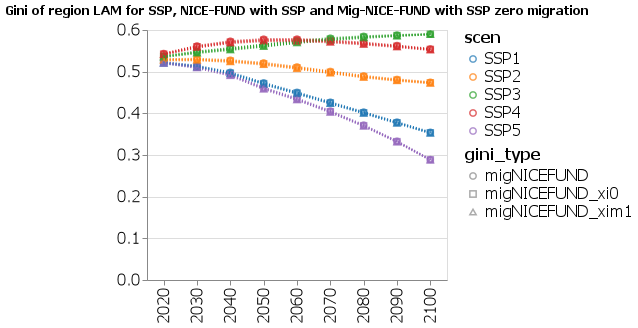 Gini of region LAM for SSP, NICE-FUND with SSP and Mig-NICE-FUND with SSP zero migration
0.6
0.5
0.4
0.3
0.2
0.1
0.0
2020
2030
2040
2050
2060
2070
2080
2090
2100
scen
SSP1
SSP2
SSP3
SSP4
SSP5
gini_type
migNICEFUND
migNICEFUND_xi0
migNICEFUND_xim1